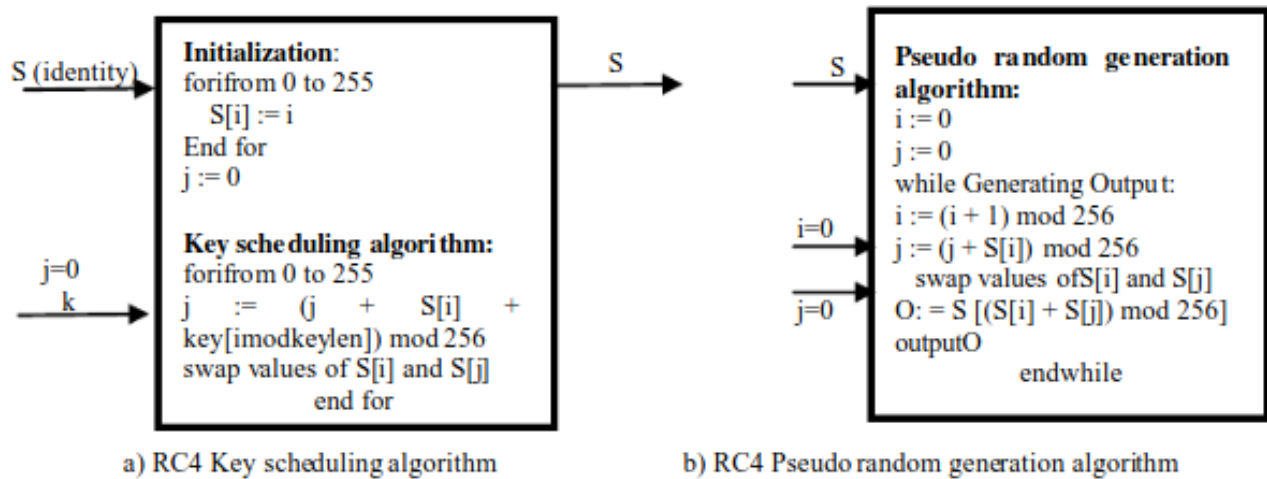 S (identity)
j=0
k
Initialization:
forifrom 0 to 255
S[i] := i
End for
j := 0
Key scheduling algorithm:
forifrom 0 to 255
j := (j + S[i] +
key[imodkeylen]) mod 256
swap values of S[i] and S[j]
end for
S
a) RC4 Key scheduling algorithm
S
i=0
j=0
Pseudo random generation
algorithm:
i := 0
j := 0
while Generating Output:
i := (i + 1) mod 256
j := (j + S[i]) mod 256
swap values ofS[i] and S[j]
O: = S [(S[i] + S[j]) mod 256]
outputO
endwhile
b) RC4 Pseudo random generation algorithm